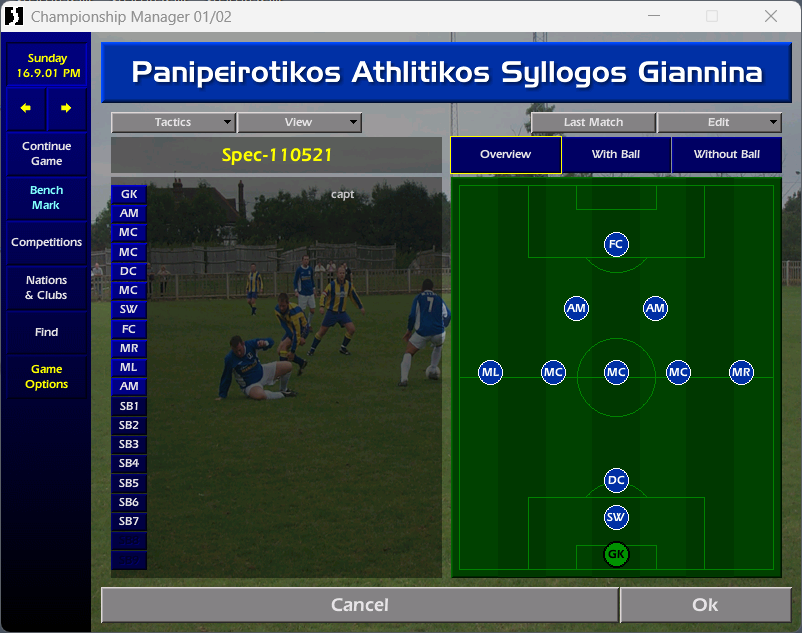 Championship Manager 01/02
Sunday
16.9.01 PM
Continue
Game
Bench
Mark
Competitions
Nations
& Clubs
Find
Game
Options
Panipeirotikos Athlitikos Syllogos Giannina
Tactics
View
Last Match
Edit
Spec-110521
Overview
With Ball
Without Ball
GK
capt
AM
MC
MC
DC
MC
SW
FC
MR
ML
AM
SB1
SB2
SB3
SB4
SB5
SB6
SB7
7
FC
AM AM
ML MC MC MC MR
DC
SW
GK
Cancel
Ok